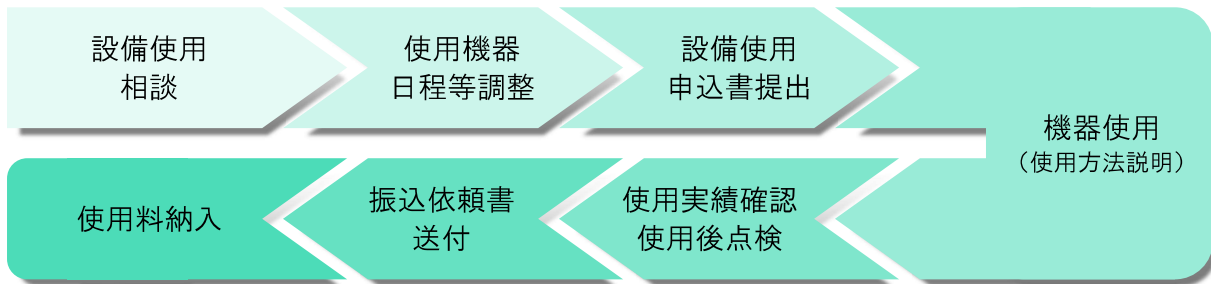 設備使用
相談
使用機器
日程等調整
設備使用
申込書提出
機器使用
（使用方法説明）
使用実績確認
使用後点検
振込依頼書
送付
使用料納入